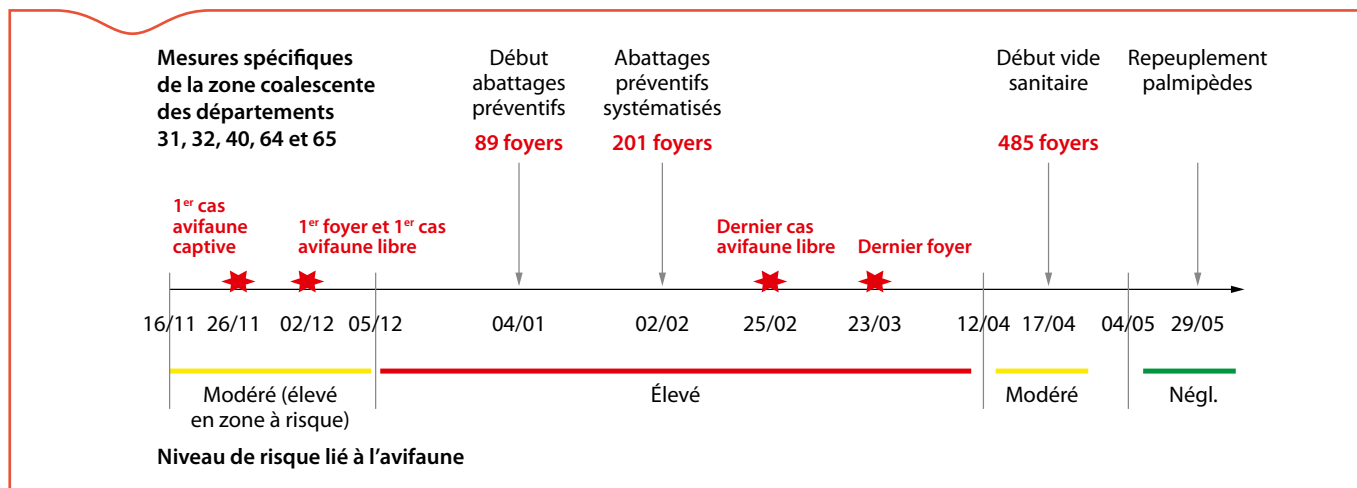 Mesures spécifiques
de la zone coalescente
des départements
31, 32, 40, 64 et 65
Début
abattages
préventifs
89 foyers
Abattages
préventifs
systématisés
201 foyers
Début vide
sanitaire
485 foyers
Repeuplement
palmipèdes
1er cas
avifaune
captive
1er foyer et 1er cas
avifaune libre
Dernier cas
avifaune libre
Dernier foyer
16/11 26/11 02/12 05/12 04/01 02/02 25/02 23/03 12/04 17/04 04/05 29/05
Modéré (élevé
en zone à risque)
Élevé
Modéré
Négl.
Niveau de risque lié à l'avifaune